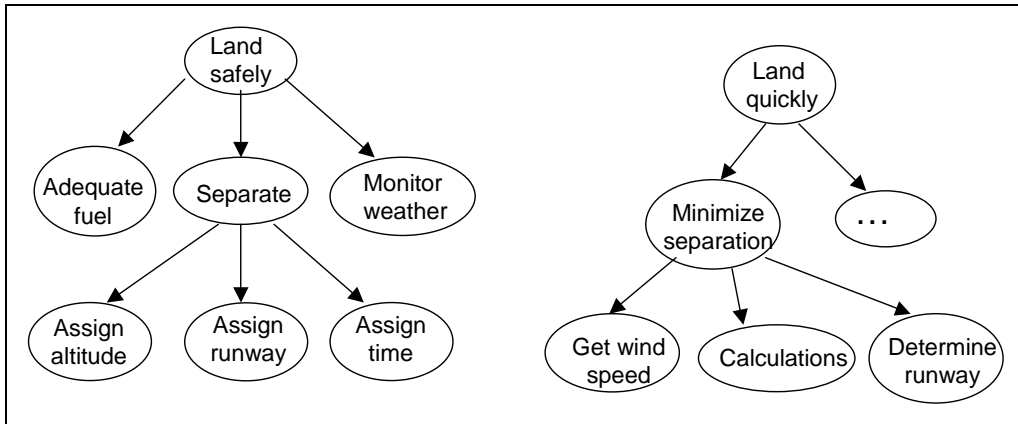 Land
safely
Adequate
fuel
Separate
Monitor
weather
Assign
altitude
Assign
runway
Assign
time
Land
quickly
Minimize
separation
...
Get wind
speed
Calculations
Determine
runway